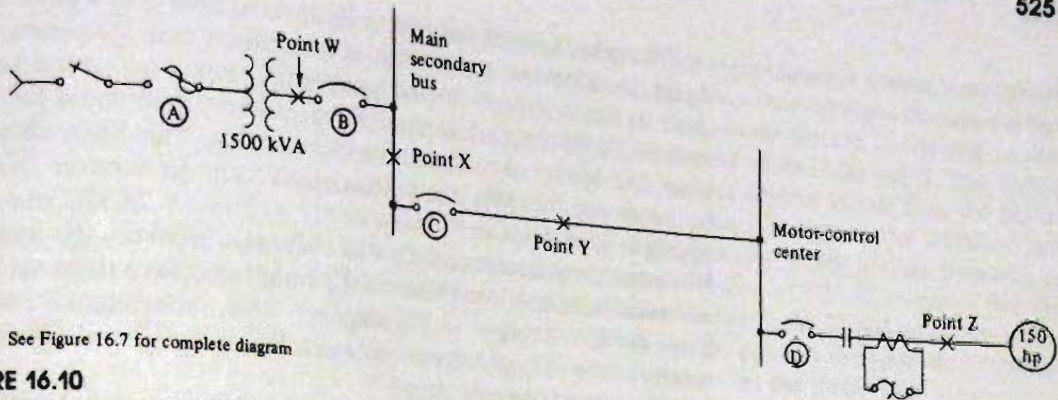 525
Point W
Main
secondary
bus
A
B
1500 kVA
Point X
C
Point Y
Motor-control
center
Point Z
D
150
hp
See Figure 16.7 for complete diagram
RE 16.10